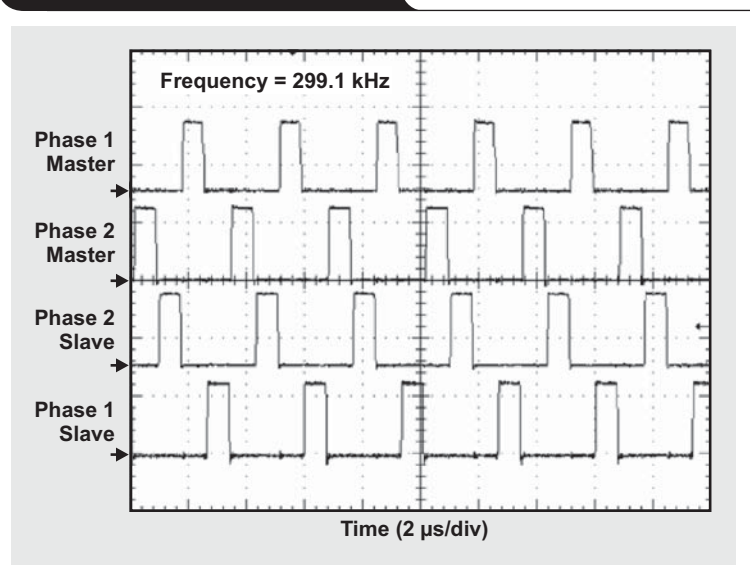 Frequency = 299.1 kHz
Phase 1
Master
Phase 2
Master
Phase 2
Slave
Phase 1
Slave
Time (2 µs/div)